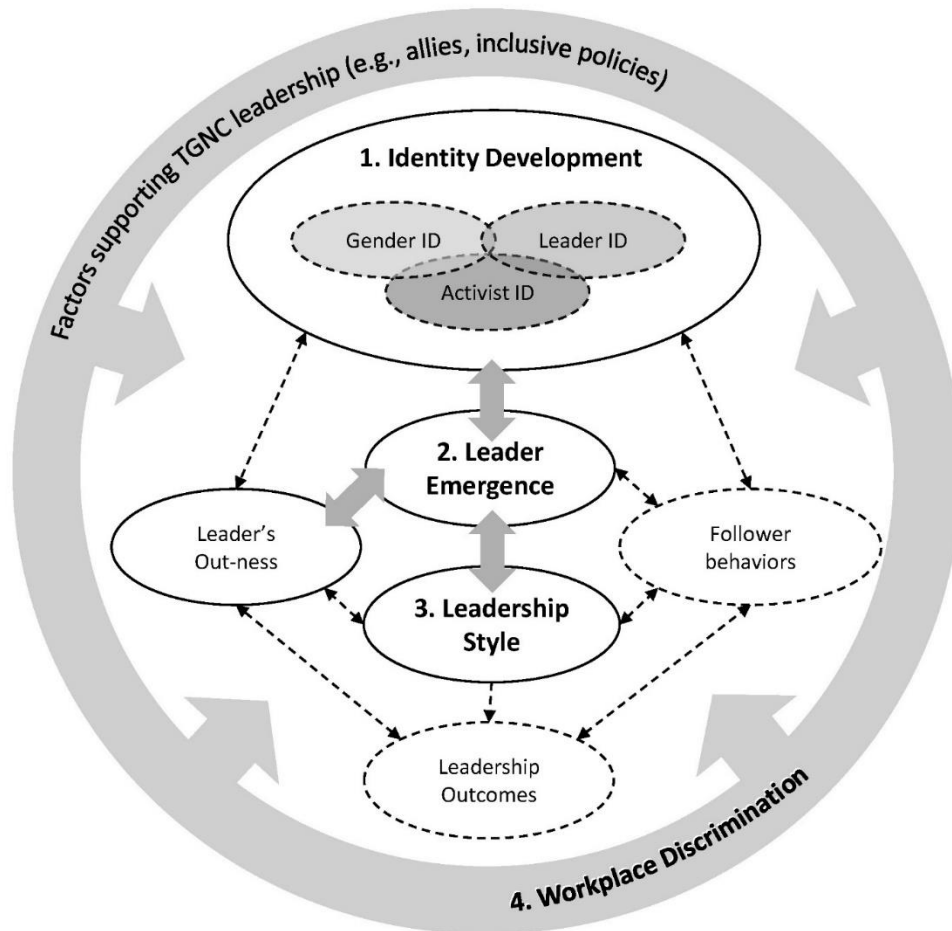 Factors supporting TGNC leadership (e.g., allies, inclusive policies)
1. Identity Development
Gender ID
Leader ID
Activist ID
2. Leader
Emergence
Leader's
Out-ness
Follower
behaviors
3. Leadership
Style
Leadership
Outcomes
4. Workplace Discrimination